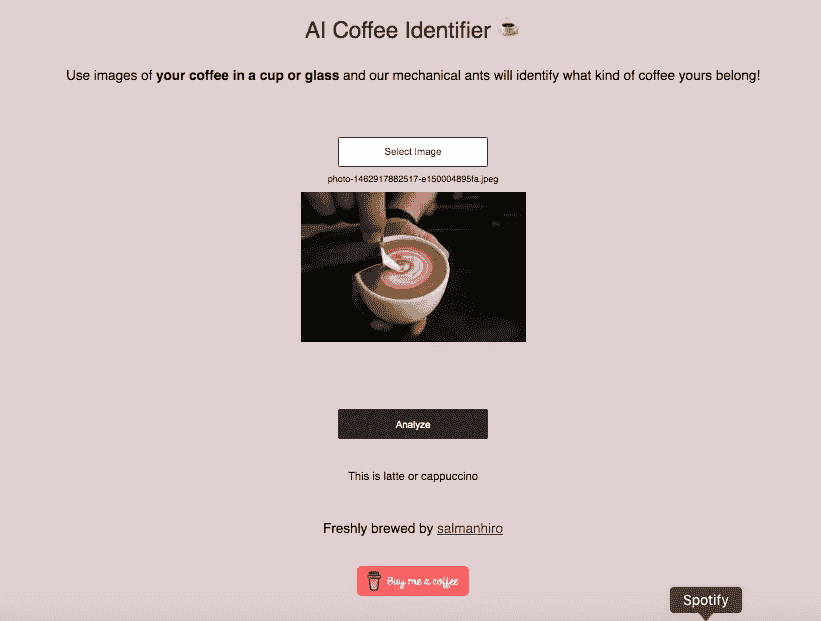 AI Coffee Identifier ☕
Use images of your coffee in a cup or glass and our mechanical ants will identify what kind of coffee yours belong!
Select Image
photo-1462917882517-e150004895fa.jpeg
Analyze
This is latte or cappuccino
Freshly brewed by salmanhiro
Buy me a coffee
Spotify